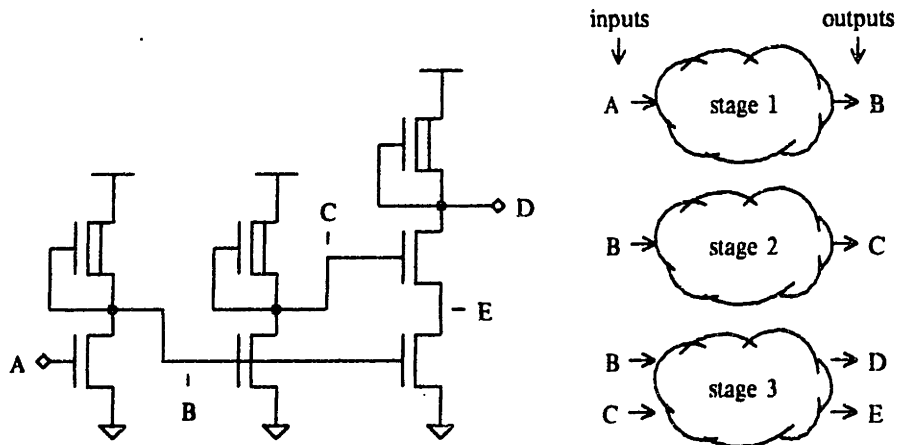 inputs outputs
A stage 1 B
B stage 2 C
B stage 3 D
C E
C
D
E
A
B